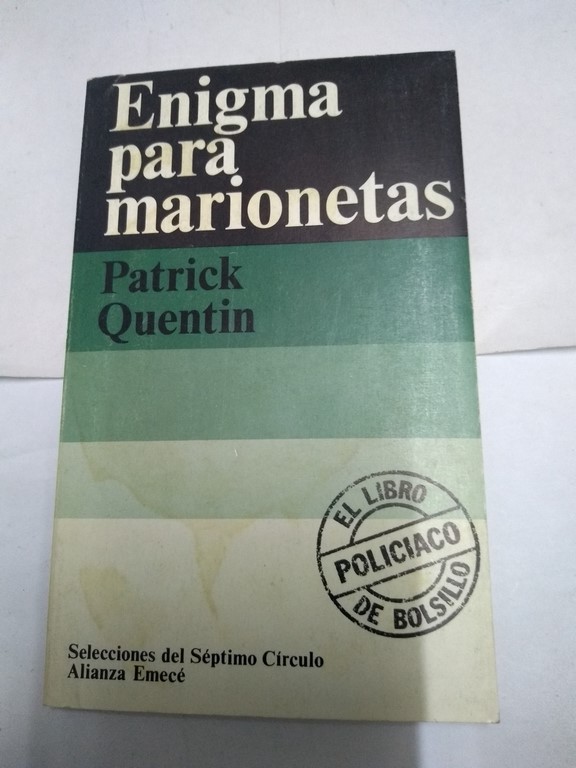 Enigma
para
marionetas
Patrick
Quentin
EL LIBRO
POLICIACO
DE BOLSILLO
Selecciones del Séptimo Círculo
Alianza Emecé